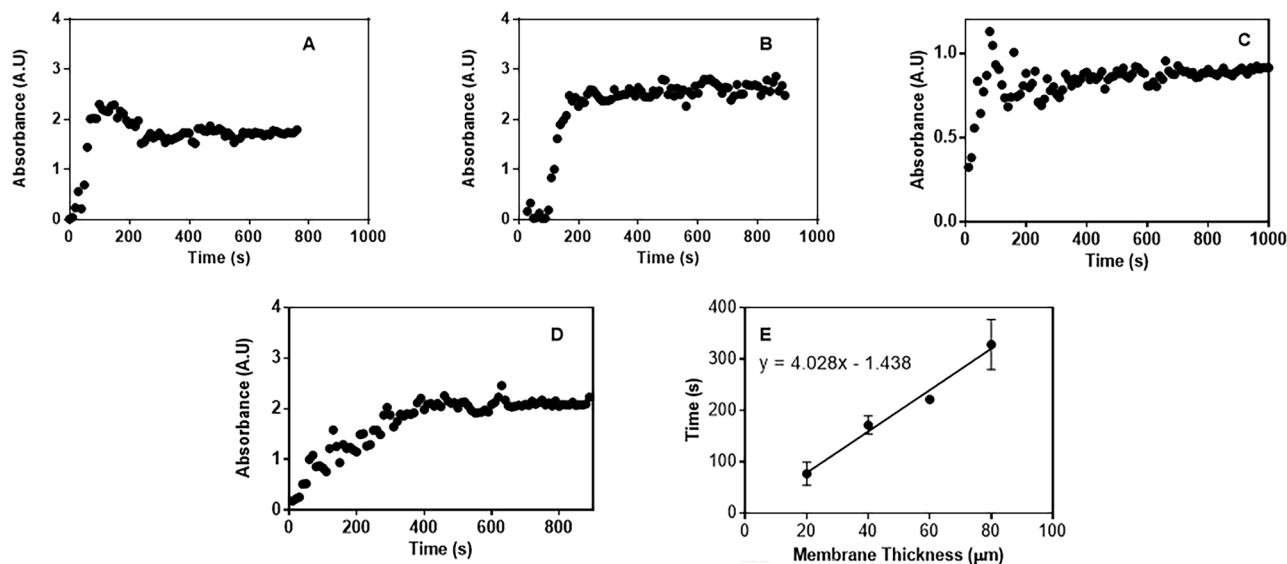 A
Absorbance (A.U)
4
3
2
1
0
0 200 400 600 800 1000
Time (s)
B
Absorbance (A.U)
4
3
2
1
0
0 200 400 600 800 1000
Time (s)
C
Absorbance (A.U)
1.0
0.5
0.0
0 200 400 600 800 1000
Time (s)
D
Absorbance (A.U)
4
3
2
1
0
0 200 400 600 800
Time (s)
E
y = 4.028x - 1.438
Time (s)
400
300
200
100
0
0 20 40 60 80 100
Membrane Thickness (µm)